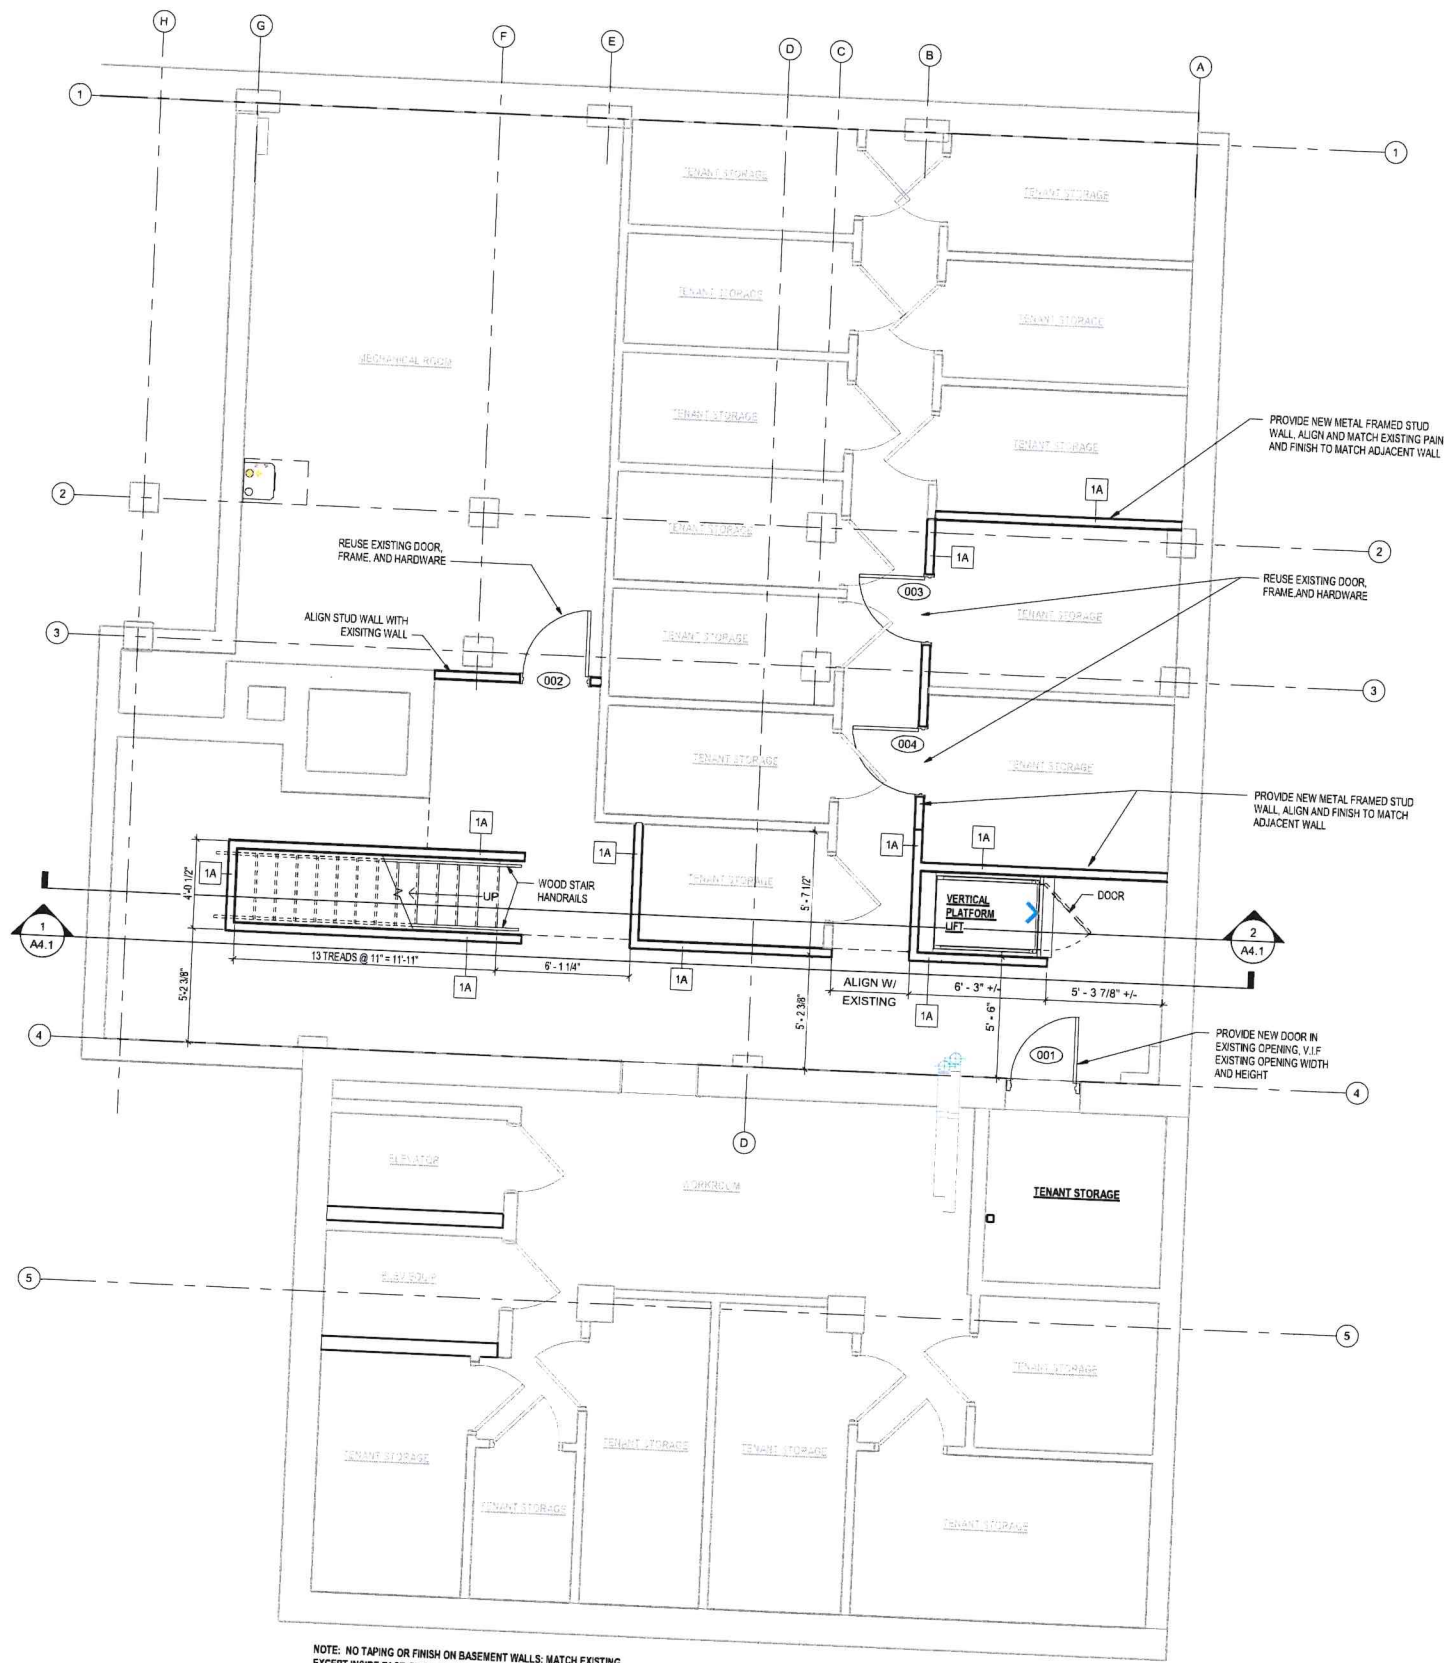 H
G
F
E
D
C
B
A
1
1
TENANT STORAGE
TENANT STORAGE
TENANT STORAGE
TENANT STORAGE
MECHANICAL ROOM
TENANT STORAGE
TENANT STORAGE
PROVIDE NEW METAL FRAMED STUD
WALL, ALIGN AND MATCH EXISTING PAIN
AND FINISH TO MATCH ADJACENT WALL
2
1A
2
TENANT STORAGE
REUSE EXISTING DOOR,
FRAME, AND HARDWARE
1A
003
REUSE EXISTING DOOR,
FRAME,AND HARDWARE
TENANT STORAGE
ALIGN STUD WALL WITH
EXISITNG WALL
3
TENANT STORAGE
002
3
004
TENANT STORAGE
TENANT STORAGE
PROVIDE NEW METAL FRAMED STUD
WALL, ALIGN AND FINISH TO MATCH
ADJACENT WALL
1A
1A
1A
1A
1A
4'-0 1/2"
UP
WOOD STAIR
HANDRAILS
TENANT STORAGE
5' - 7 1/2"
VERTICAL
PLATFORM
LIFT
DOOR
1
A4.1
2
A4.1
13 TREADS @ 11" = 11'-11"
6' - 1 1/4"
1A
1A
ALIGN W/
EXISTING
6' - 3" +/-
5' - 3 7/8" +/-
1A
5'-2 3/8"
5' - 2 3/8"
5' - 6"
4
001
PROVIDE NEW DOOR IN
EXISTING OPENING, V.I.F
EXISTING OPENING WIDTH
AND HEIGHT
4
D
ELEVATOR
WORKROOM
TENANT STORAGE
5
ELEV EQUIP
5
TENANT STORAGE
TENANT STORAGE
TENANT STORAGE
TENANT STORAGE
TENANT STORAGE
TENANT STORAGE
NOTE: NO TAPING OR FINISH ON BASEMENT WALLS; MATCH EXISTING